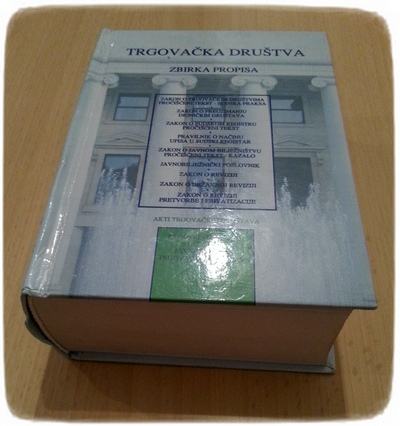 TRGOVAČKA DRUŠTVA
ZBIRKA PROPISA
ZAKON O TRGOVAČKIM DRUŠTVIMA
PROČIŠĆENI TEKST - SUDSKA PRAKSA
ZAKON O PREUZIMANJU
DIONIČKIH DRUŠTAVA
ZAKON O SUDSKOM REGISTRU
PROČIŠĆENI TEKST
PRAVILNIK O NAČINU
UPISA U SUDSKI REGISTAR
ZAKON O JAVNOM BILJEŽNIŠTVU
PROČIŠĆENI TEKST - KAZALO
JAVNOBILJEŽNIČKI POSLOVNIK
ZAKON O REVIZIJI
ZAKON O DRŽAVNOJ REVIZIJI
ZAKON O REVIZIJI
PRETVORBE I PRIVATIZACIJE
AKTI TRGOVAČKIH DRUŠTAVA